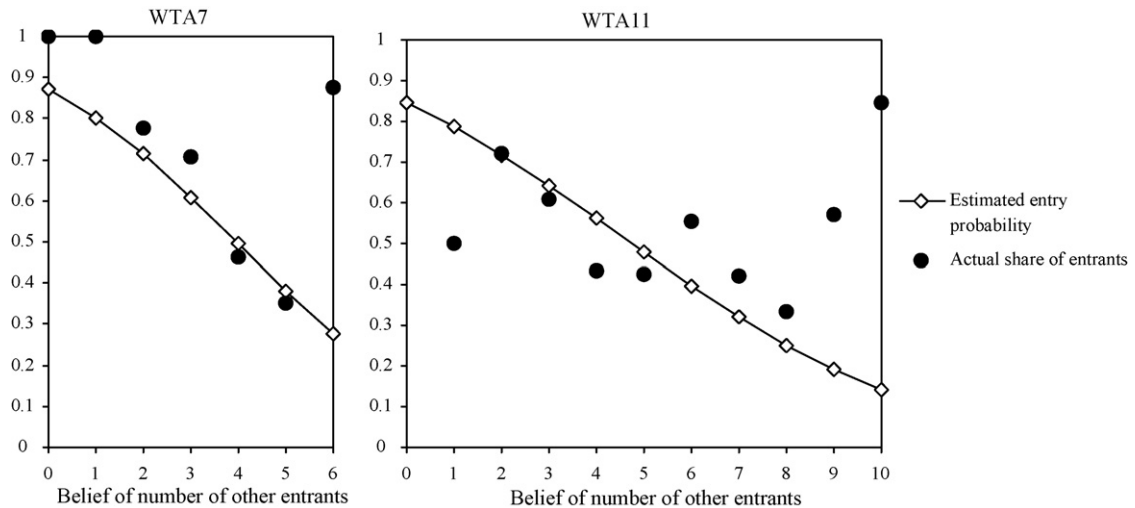 WTA7
1
0.9
0.8
0.7
0.6
0.5
0.4
0.3
0.2
0.1
0
0 1 2 3 4 5 6
Belief of number of other entrants
WTA11
1
0.9
0.8
0.7
0.6
0.5
0.4
0.3
0.2
0.1
0
0 1 2 3 4 5 6 7 8 9 10
Belief of number of other entrants
Estimated entry
probability
Actual share of entrants